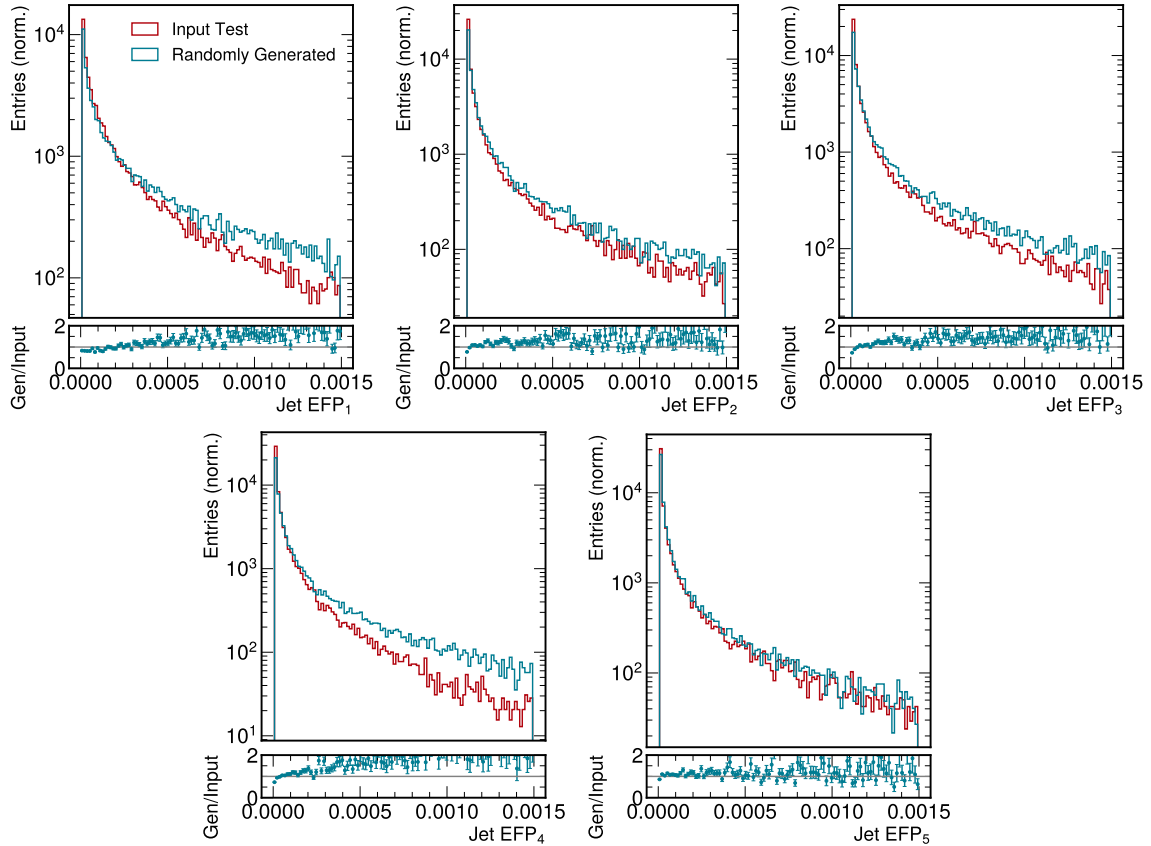 Entries (norm.)
10⁴
10³
10²
Input Test
Randomly Generated
Gen/Input
2
0
0.0000 0.0005 0.0010 0.0015
Jet EFP₁
Entries (norm.)
10⁴
10³
10²
Gen/Input
2
0
0.0000 0.0005 0.0010 0.0015
Jet EFP₂
Entries (norm.)
10⁴
10³
10²
Gen/Input
2
0
0.0000 0.0005 0.0010 0.0015
Jet EFP₃
Entries (norm.)
10⁴
10³
10²
10¹
Gen/Input
2
0
0.0000 0.0005 0.0010 0.0015
Jet EFP₄
Entries (norm.)
10⁴
10³
10²
Gen/Input
2
0
0.0000 0.0005 0.0010 0.0015
Jet EFP₅